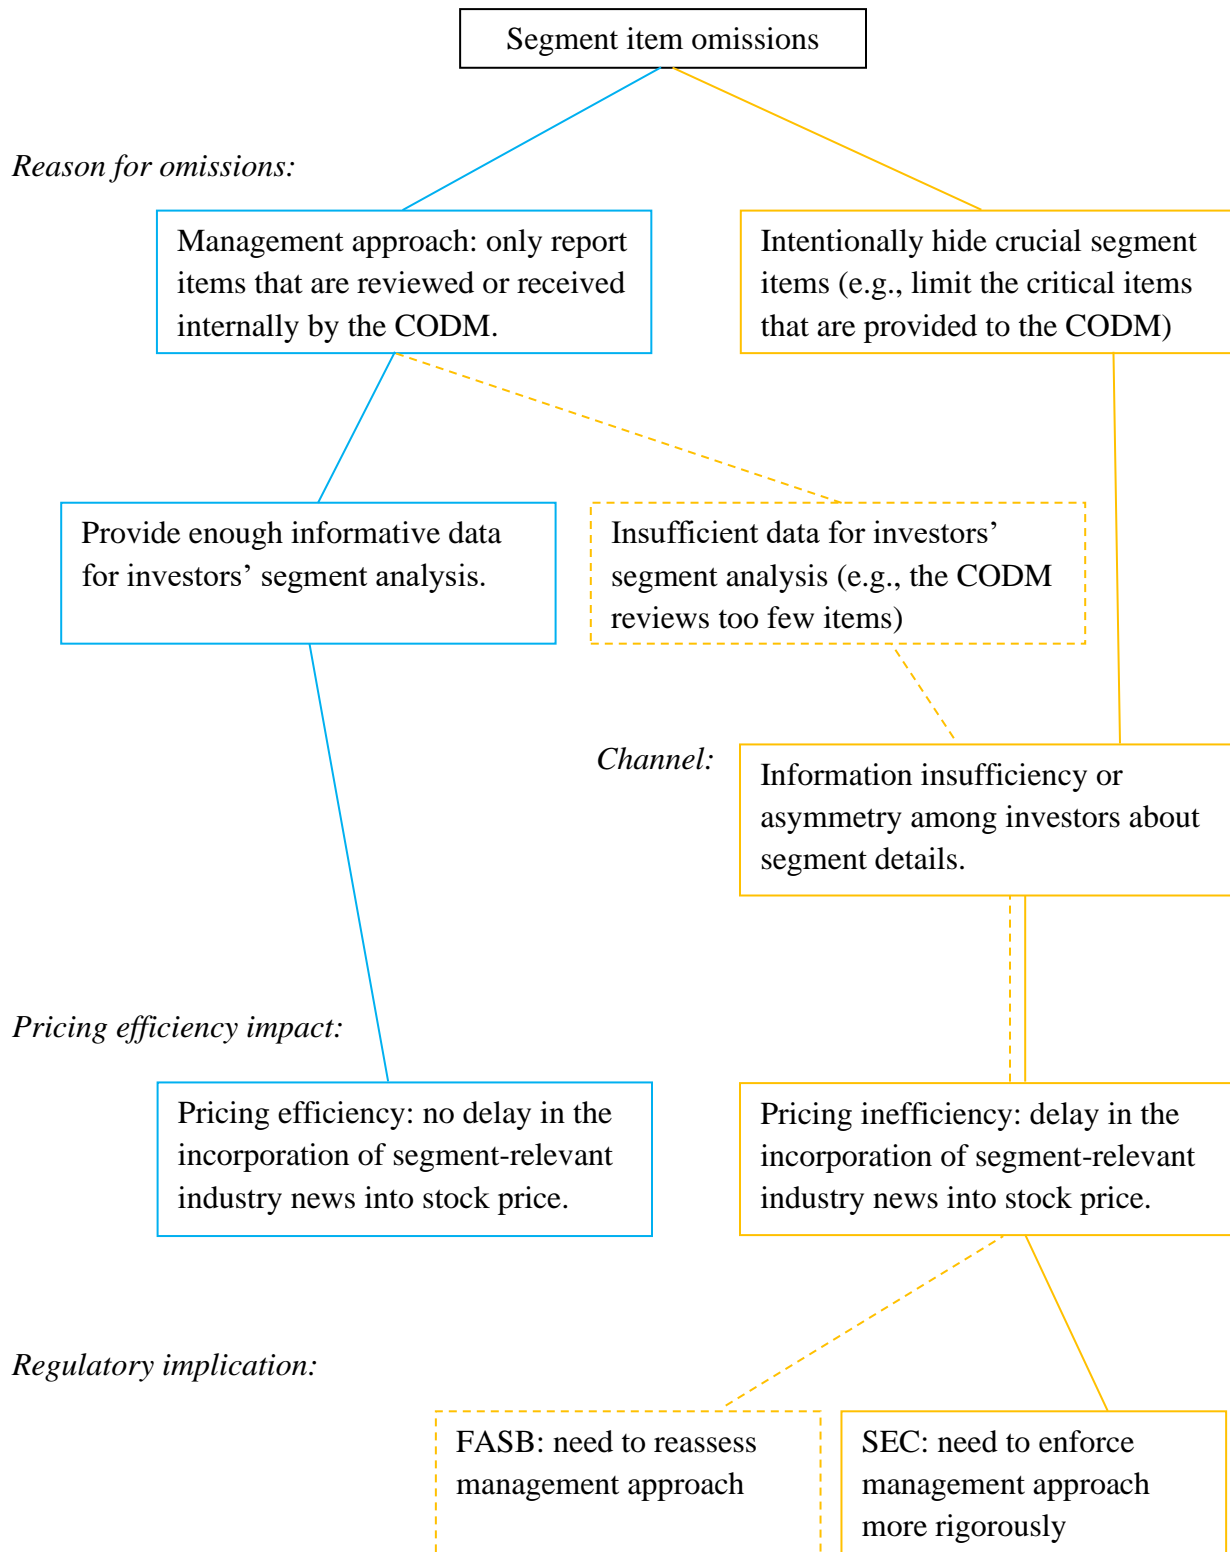 Segment item omissions
Reason for omissions:
Management approach: only report
items that are reviewed or received
internally by the CODM.
Intentionally hide crucial segment
items (e.g., limit the critical items
that are provided to the CODM)
Provide enough informative data
for investors’ segment analysis.
Insufficient data for investors’
segment analysis (e.g., the CODM
reviews too few items)
Channel:
Information insufficiency or
asymmetry among investors about
segment details.
Pricing efficiency impact:
Pricing efficiency: no delay in the
incorporation of segment-relevant
industry news into stock price.
Pricing inefficiency: delay in the
incorporation of segment-relevant
industry news into stock price.
Regulatory implication:
FASB: need to reassess
management approach
SEC: need to enforce
management approach
more rigorously